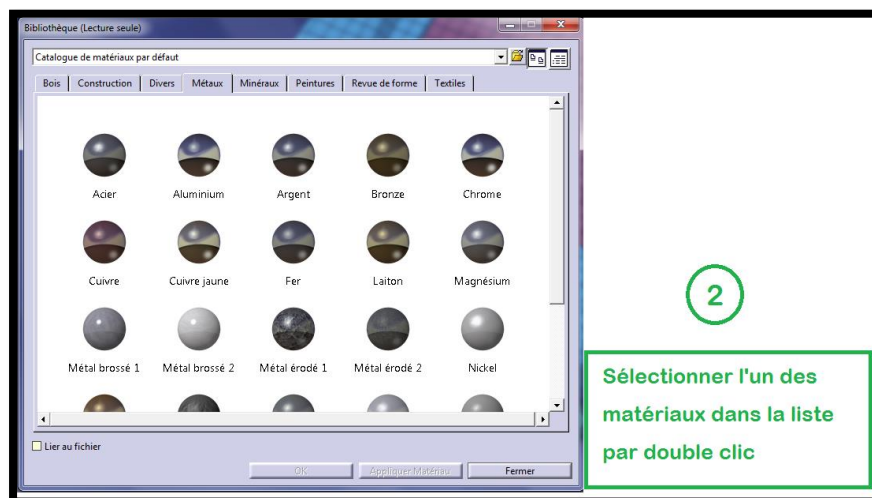 Bibliothèque (Lecture seule)
Catalogue de matériaux par défaut
Bois Construction Divers Métaux Minéraux Peintures Revue de forme Textiles
Acier Aluminium Argent Bronze Chrome
Cuivre Cuivre jaune Fer Laiton Magnésium
Métal brossé 1 Métal brossé 2 Métal érodé 1 Métal érodé 2 Nickel
Lier au fichier
OK Appliquer Matériau Fermer
2
Sélectionner l'un des
matériaux dans la liste
par double clic